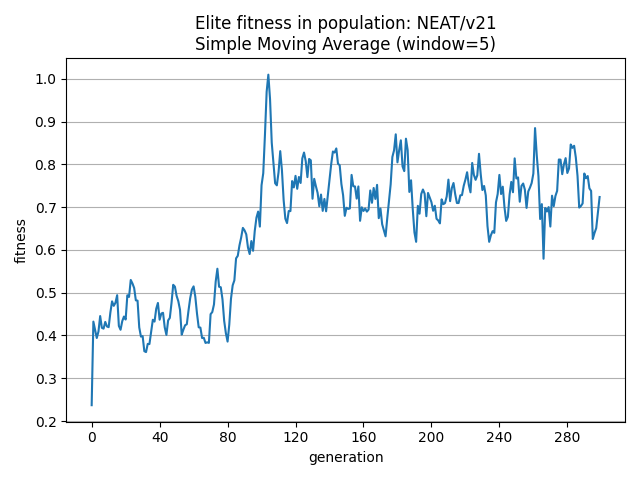 Elite fitness in population: NEAT/v21
Simple Moving Average (window=5)
1.0
0.9
0.8
0.7
0.6
0.5
0.4
0.3
0.2
fitness
0 40 80 120 160 200 240 280
generation